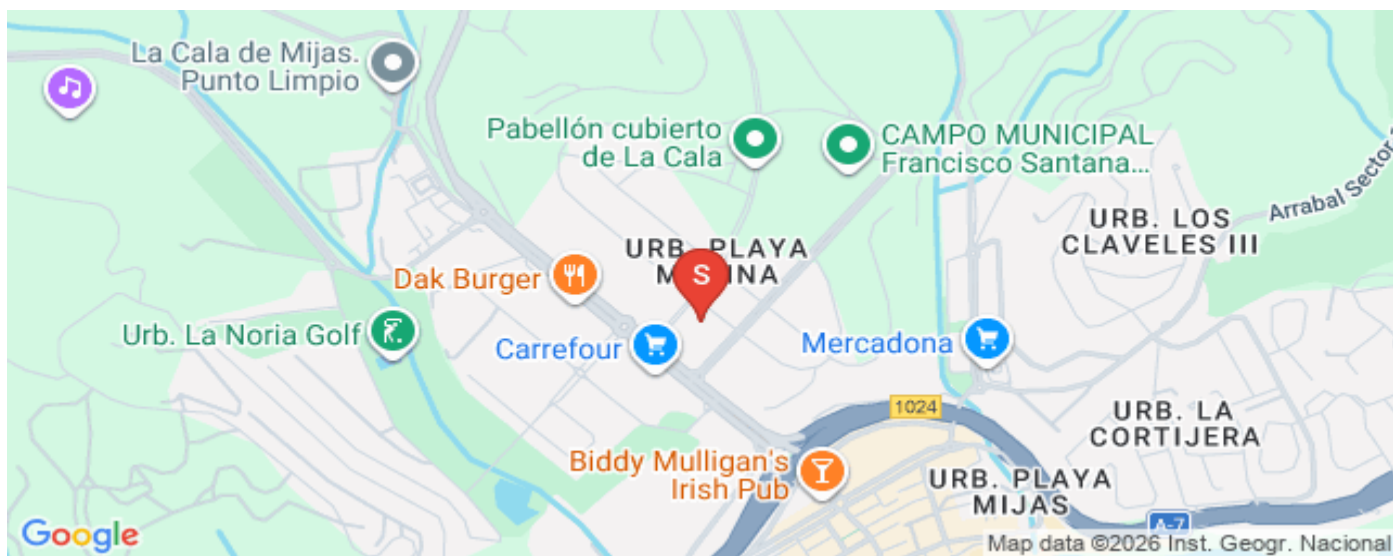 La Cala de Mijas.
Punto Limpio
Pabellón cubierto
de La Cala
CAMPO MUNICIPAL
Francisco Santana...
Arrabal Sector
URB. LOS
CLAVELES III
URB. PLAYA
S
Dak Burger
Urb. La Noria Golf
Carrefour
Mercadona
1024
URB. LA
CORTIJERA
Biddy Mulligan's
Irish Pub
URB. PLAYA
MIJAS
A-7
Google
Map data ©2026 Inst. Geogr. Nacional